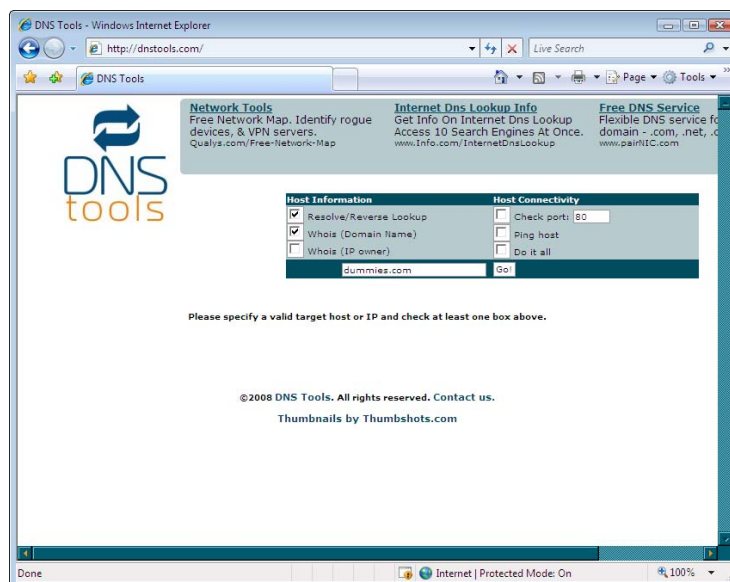 DNS Tools - Windows Internet Explorer
http://dnstools.com/
Live Search
DNS Tools
Page
Tools
DNS
tools
Network Tools
Free Network Map. Identify rogue
devices, & VPN servers.
Qualys.com/Free-Network-Map
Internet Dns Lookup Info
Get Info On Internet Dns Lookup
Access 10 Search Engines At Once.
www.Info.com/InternetDnsLookup
Free DNS Service
Flexible DNS service fo
domain - .com, .net, .o
www.pairNIC.com
Host Information
Host Connectivity
Resolve/Reverse Lookup
Check port: 80
Whois (Domain Name)
Ping host
Whois (IP owner)
Do it all
dummies.com
Go!
Please specify a valid target host or IP and check at least one box above.
©2008 DNS Tools. All rights reserved. Contact us.
Thumbnails by Thumbshots.com
Done
Internet | Protected Mode: On
100%